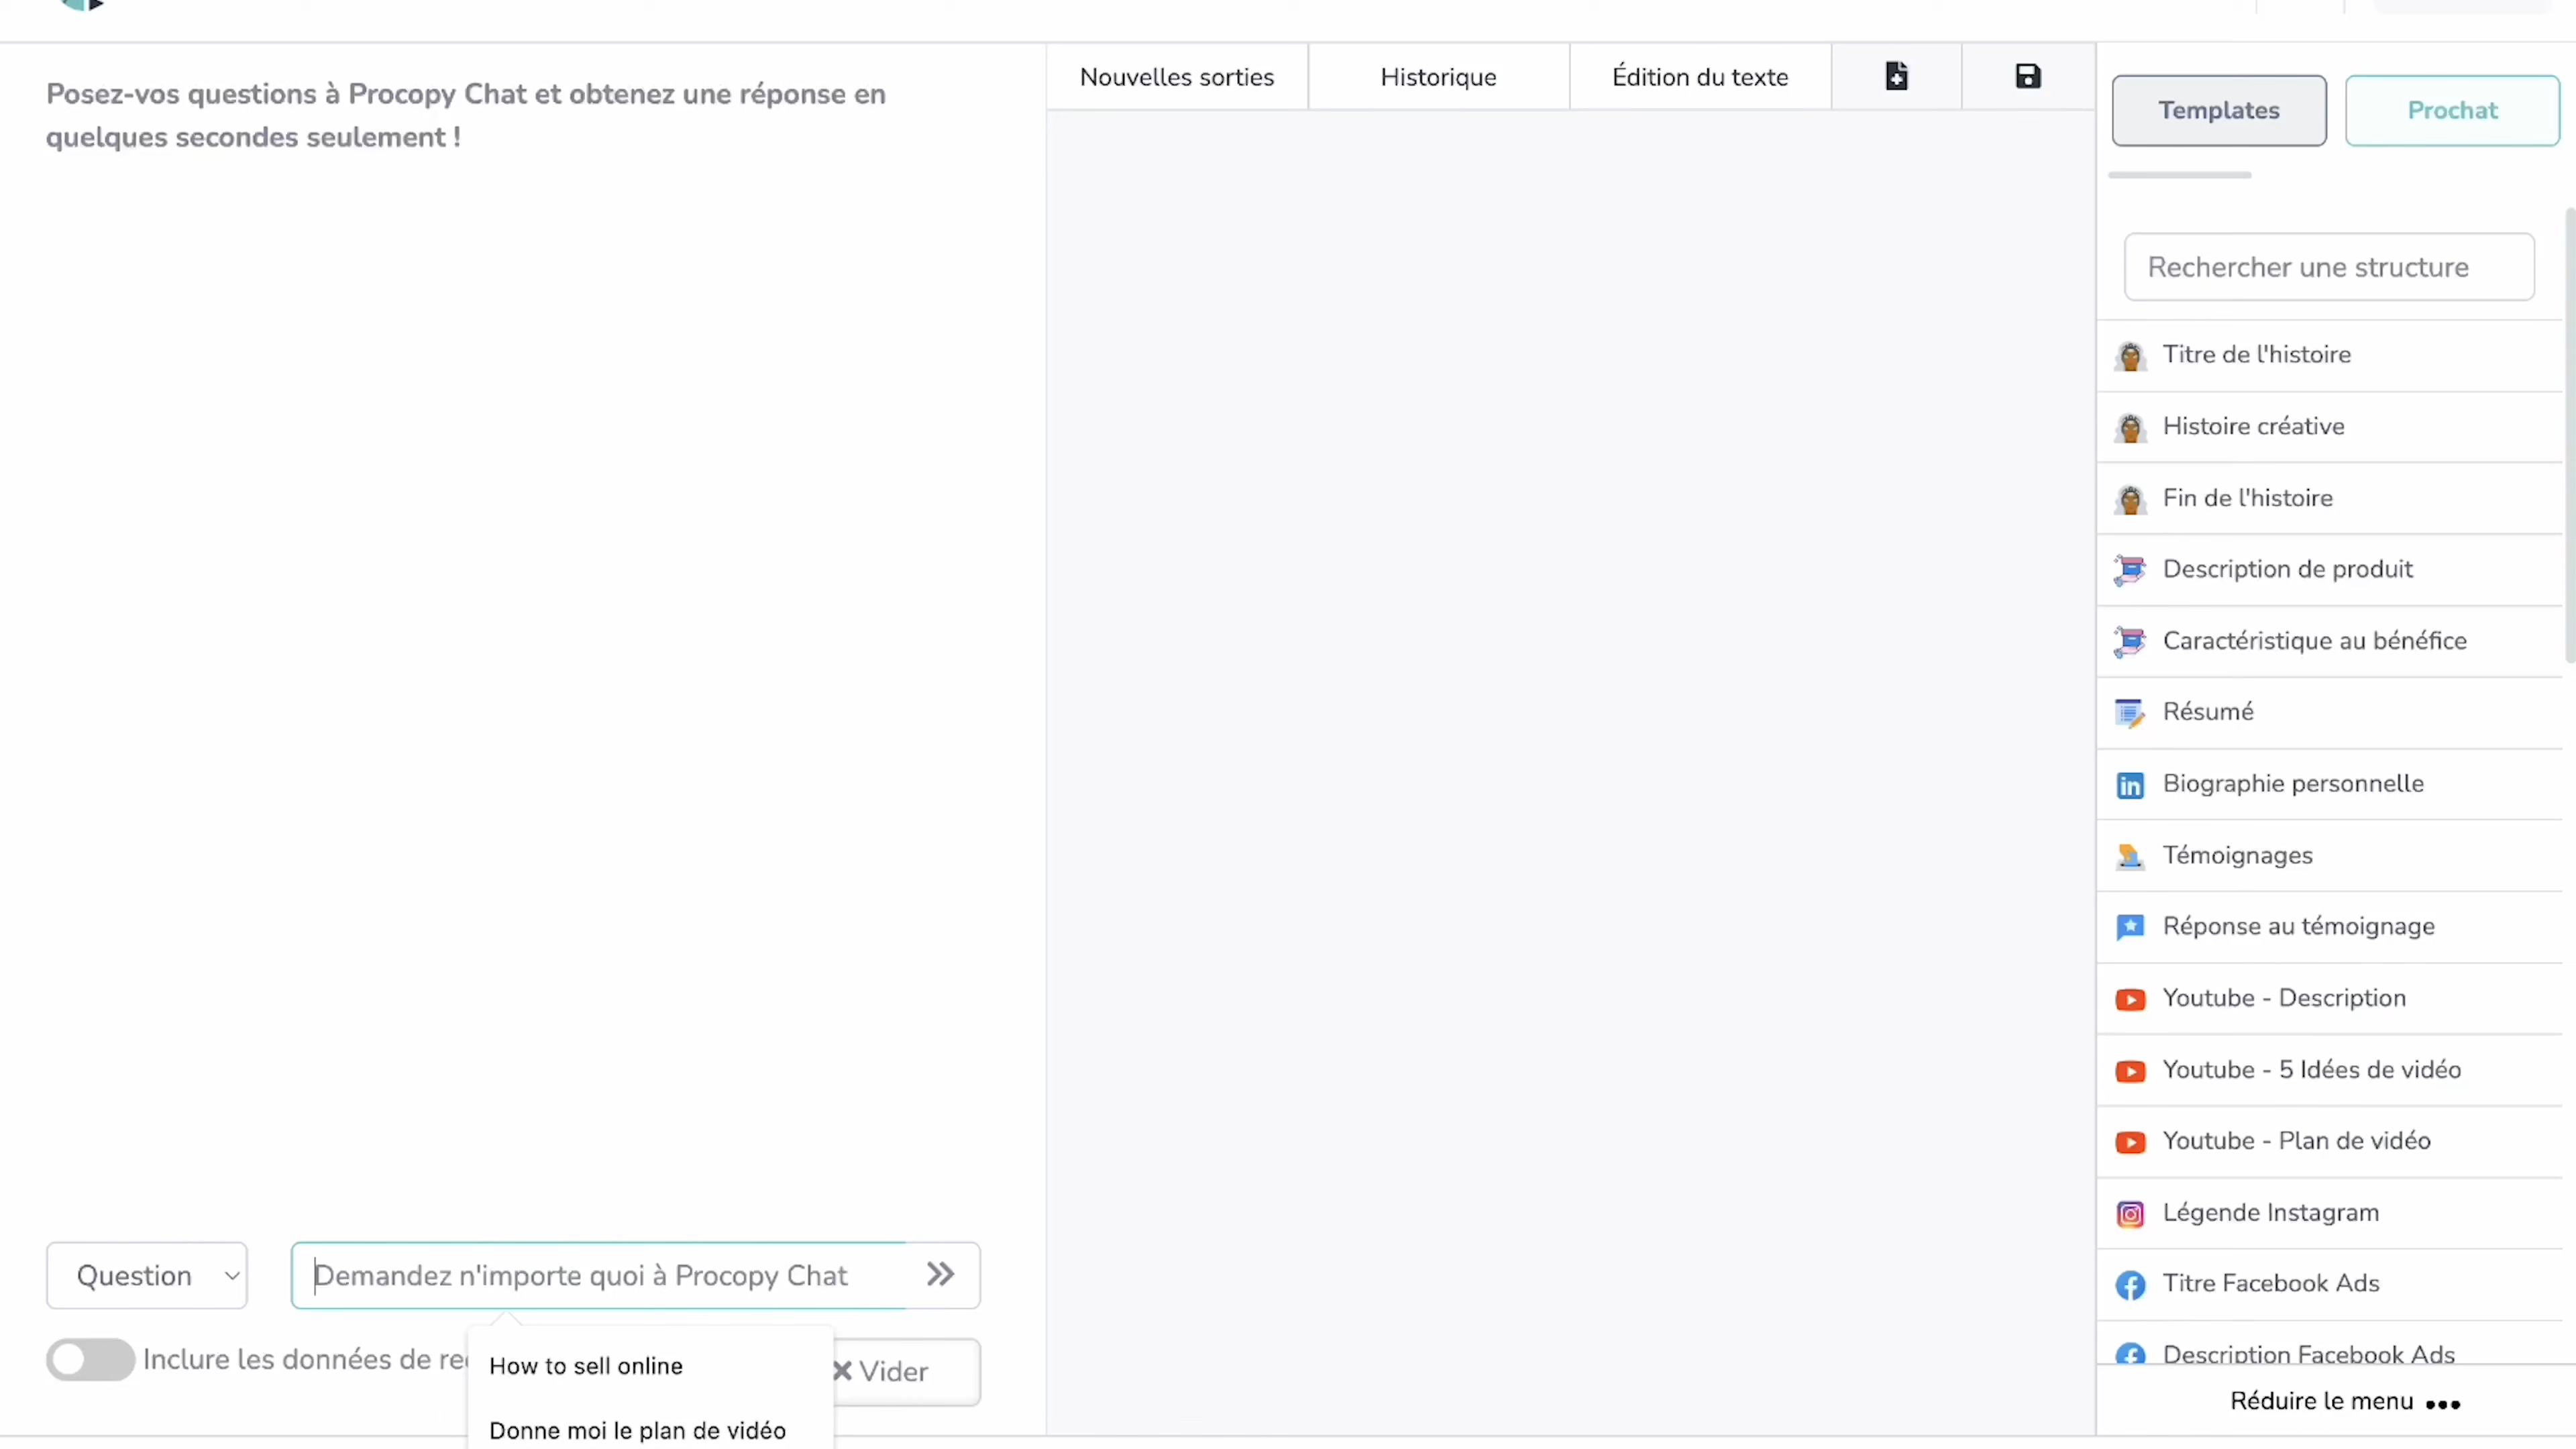 Posez-vos questions à Procopy Chat et obtenez une réponse en
quelques secondes seulement !
Question
Demandez n'importe quoi à Procopy Chat
Inclure les données de
Vider
How to sell online
Donne moi le plan de vidéo
Nouvelles sorties
Historique
Édition du texte
Templates
Prochat
Rechercher une structure
Titre de l'histoire
Histoire créative
Fin de l'histoire
Description de produit
Caractéristique au bénéfice
Résumé
Biographie personnelle
Témoignages
Réponse au témoignage
Youtube - Description
Youtube - 5 Idées de vidéo
Youtube - Plan de vidéo
Légende Instagram
Titre Facebook Ads
Description Facebook Ads
Réduire le menu